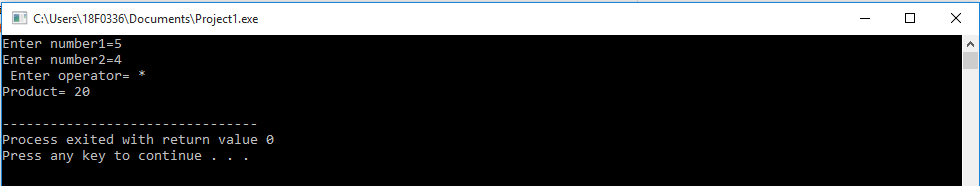 C:\Users\18F0336\Documents\Project1.exe
Enter number1=5
Enter number2=4
 Enter operator= *
Product= 20
--------------------------------
Process exited with return value 0
Press any key to continue . . .